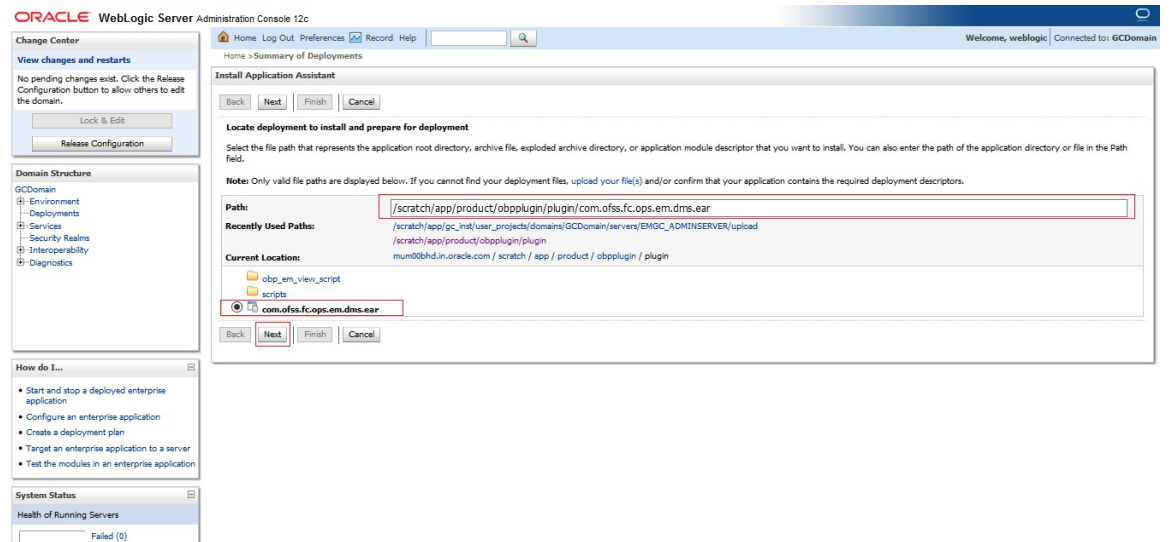 ORACLE WebLogic Server Administration Console 12c
Change Center
View changes and restarts
No pending changes exist. Click the Release
Configuration button to allow others to edit
the domain.
Lock & Edit
Release Configuration
Domain Structure
GCDomain
Environment
Deployments
Services
Security Realms
Interoperability
Diagnostics
How do I...
Start and stop a deployed enterprise
application
Configure an enterprise application
Create a deployment plan
Target an enterprise application to a server
Test the modules in an enterprise application
System Status
Health of Running Servers
Failed (0)
Home Log Out Preferences Record Help
Welcome, weblogic Connected to: GCDomain
Home >Summary of Deployments
Install Application Assistant
Back Next Finish Cancel
Locate deployment to install and prepare for deployment
Select the file path that represents the application root directory, archive file, exploded archive directory, or application module descriptor that you want to install. You can also enter the path of the application directory or file in the Path
field.
Note: Only valid file paths are displayed below. If you cannot find your deployment files, upload your file(s) and/or confirm that your application contains the required deployment descriptors.
Path: /scratch/app/product/obpplugin/plugin/com.ofss.fc.ops.em.dms.ear
Recently Used Paths: /scratch/app/gc_inst/user_projects/domains/GCDomain/servers/EMGC_ADMINSERVER/upload
/scratch/app/product/obpplugin/plugin
Current Location: mum00bhd.in.oracle.com / scratch / app / product / obpplugin / plugin
obp_em_view_script
scripts
com.ofss.fc.ops.em.dms.ear
Back Next Finish Cancel